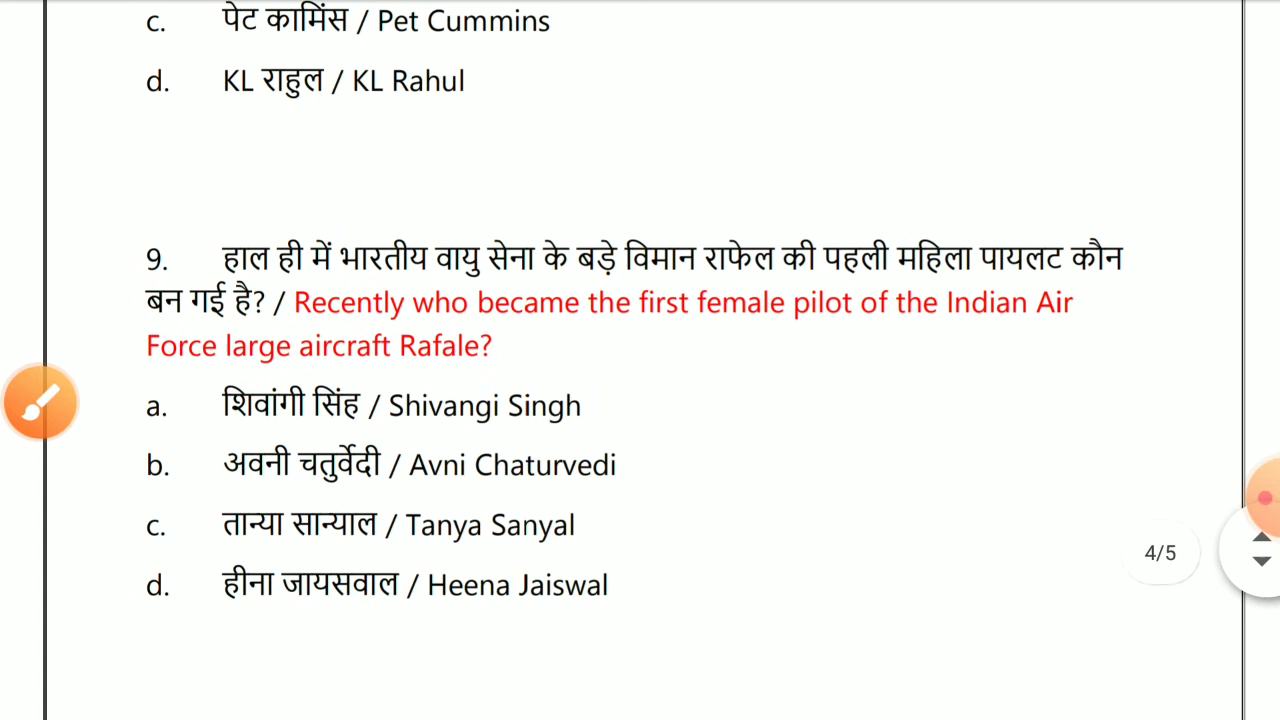 c. पेट कामिंस / Pet Cummins
d. KL राहुल / KL Rahul
9. हाल ही में भारतीय वायु सेना के बड़े विमान राफेल की पहली महिला पायलट कौन
बन गई है? / Recently who became the first female pilot of the Indian Air
Force large aircraft Rafale?
a. शिवांगी सिंह / Shivangi Singh
b. अवनी चतुर्वेदी / Avni Chaturvedi
c. तान्या सान्याल / Tanya Sanyal
4/5
d. हीना जायसवाल / Heena Jaiswal